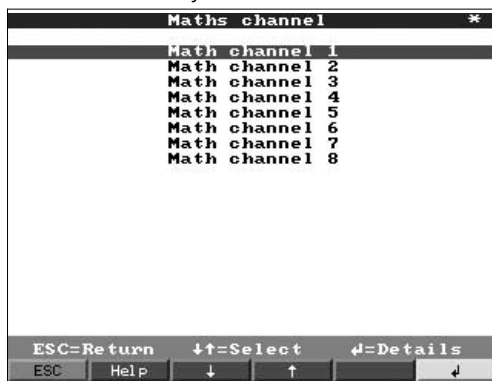 Maths channel *
Math channel 1
Math channel 2
Math channel 3
Math channel 4
Math channel 5
Math channel 6
Math channel 7
Math channel 8
ESC=Return ↓↑=Select ↲=Details
ESC Help ↓ ↑ ↲